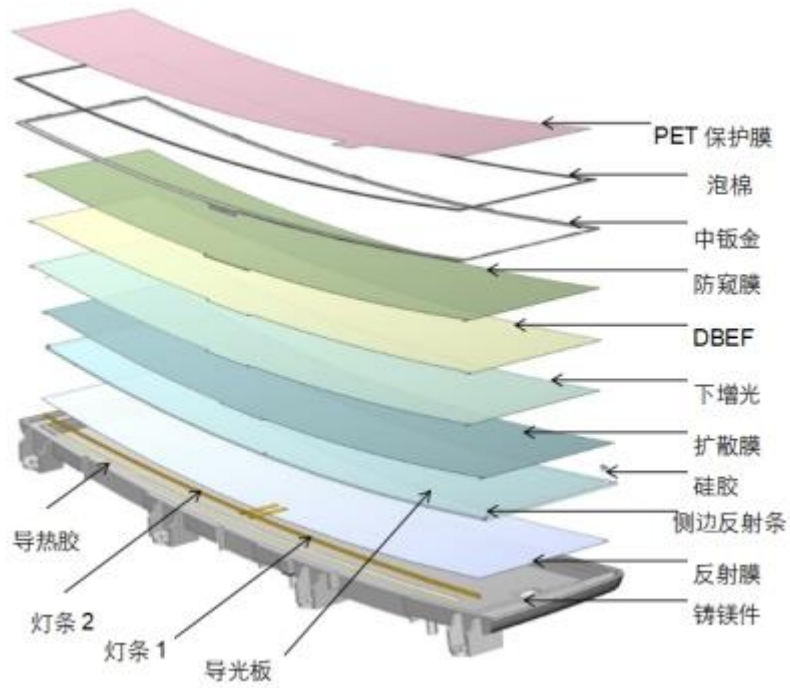 PET 保护膜
泡棉
中钣金
防窥膜
DBEF
下增光
扩散膜
硅胶
侧边反射条
反射膜
铸镁件
导热胶
灯条 2
灯条 1
导光板